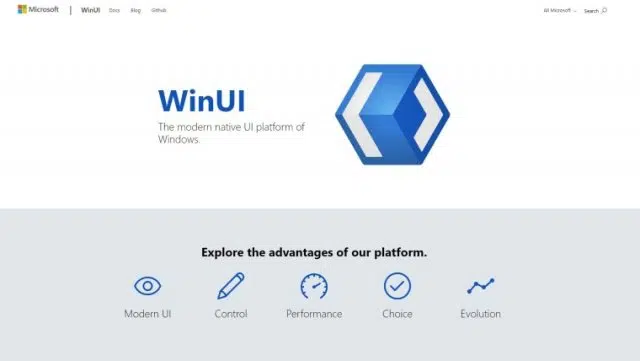 Microsoft | WinUI Docs Blog Github All Microsoft Search
WinUI
The modern native UI platform of
Windows.
Explore the advantages of our platform.
Modern UI Control Performance Choice Evolution